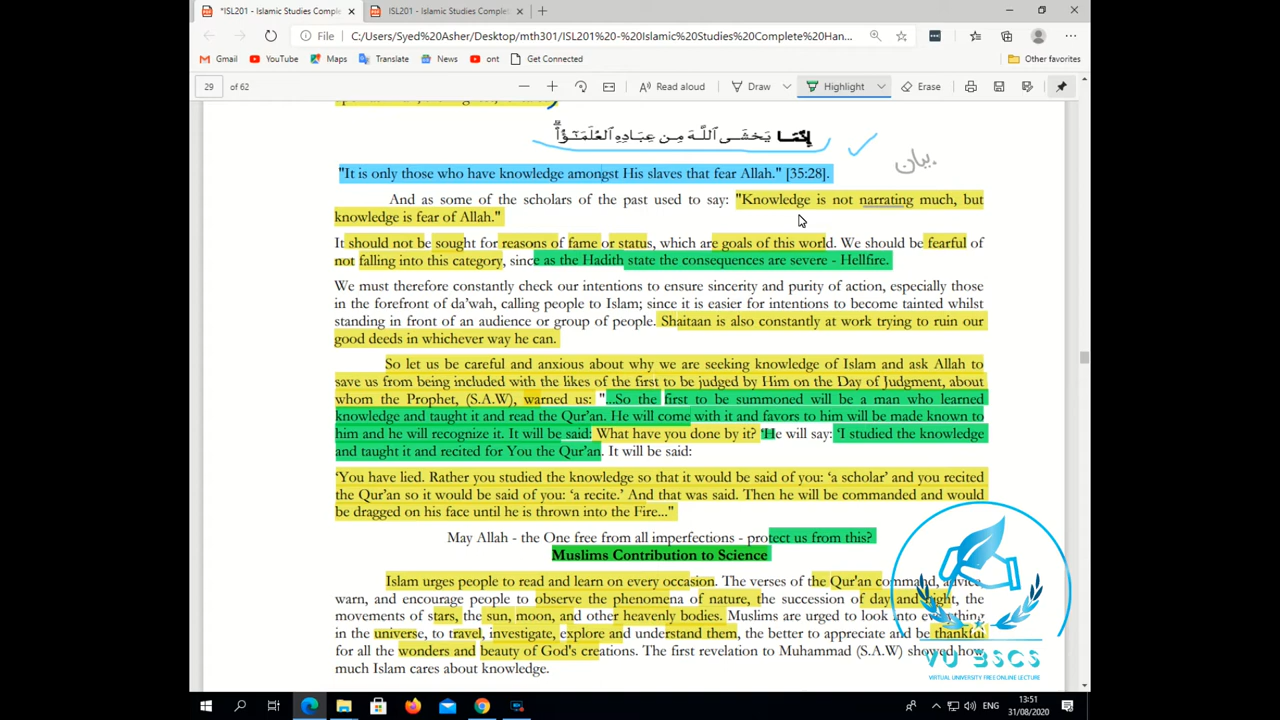 *ISL201 - Islamic Studies Comple
ISL201 - Islamic Studies Complet
File
C:/Users/Syed%20Asher/Desktop/mth301/ISL201%20-%20Islamic%20Studies%20Complete%20Han...
Gmail
YouTube
Maps
Translate
News
ont
Get Connected
Other favorites
29 of 62
Read aloud
Draw
Highlight
Erase
إِنَّمَا يَخْشَى اللَّهَ مِنْ عِبَادِهِ الْعُلَمَٰٓؤُا۟ۗ
بیان
"It is only those who have knowledge amongst His slaves that fear Allah." [35:28].
And as some of the scholars of the past used to say: "Knowledge is not narrating much, but
knowledge is fear of Allah."
It should not be sought for reasons of fame or status, which are goals of this world. We should be fearful of
not falling into this category, since as the Hadith state the consequences are severe - Hellfire.
We must therefore constantly check our intentions to ensure sincerity and purity of action, especially those
in the forefront of da'wah, calling people to Islam; since it is easier for intentions to become tainted whilst
standing in front of an audience or group of people. Shaitaan is also constantly at work trying to ruin our
good deeds in whichever way he can.
So let us be careful and anxious about why we are seeking knowledge of Islam and ask Allah to
save us from being included with the likes of the first to be judged by Him on the Day of Judgment, about
whom the Prophet, (S.A.W), warned us: "...So the first to be summoned will be a man who learned
knowledge and taught it and read the Qur'an. He will come with it and favors to him will be made known to
him and he will recognize it. It will be said: What have you done by it? 'He will say: 'I studied the knowledge
and taught it and recited for You the Qur'an. It will be said:
'You have lied. Rather you studied the knowledge so that it would be said of you: 'a scholar' and you recited
the Qur'an so it would be said of you: 'a recite.' And that was said. Then he will be commanded and would
be dragged on his face until he is thrown into the Fire..."
May Allah - the One free from all imperfections - protect us from this?
Muslims Contribution to Science
Islam urges people to read and learn on every occasion. The verses of the Qur'an command, advice,
warn, and encourage people to observe the phenomena of nature, the succession of day and night, the
movements of stars, the sun, moon, and other heavenly bodies. Muslims are urged to look into everything
in the universe, to travel, investigate, explore and understand them, the better to appreciate and be thankful
for all the wonders and beauty of God's creations. The first revelation to Muhammad (S.A.W) showed how
much Islam cares about knowledge.
VU BSCS
VIRTUAL UNIVERSITY FREE ONLINE LECTURE
ENG
13:51
31/08/2020